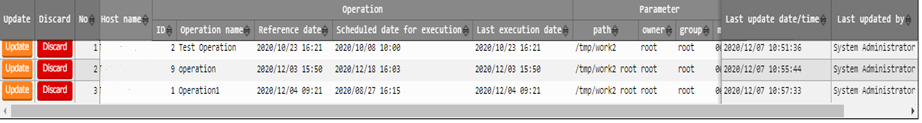 Operation Parameter
Update Discard No Host name Last update date/time Last updated by
ID Operation name Reference date Scheduled date for execution Last execution date path owner group
Update Discard 1 2 Test Operation 2020/10/23 16:21 2020/10/08 10:00 2020/10/23 16:21 /tmp/work2 root root 2020/12/07 10:51:36 System Administrator
Update Discard 2 9 operation 2020/12/03 15:50 2020/12/18 16:03 2020/12/03 15:50 /tmp/work2 root root root 2020/12/07 10:55:44 System Administrator
Update Discard 3 1 Operation1 2020/12/04 09:21 2020/08/27 16:15 2020/12/04 09:21 /tmp/work2 root root root 2020/12/07 10:57:33 System Administrator